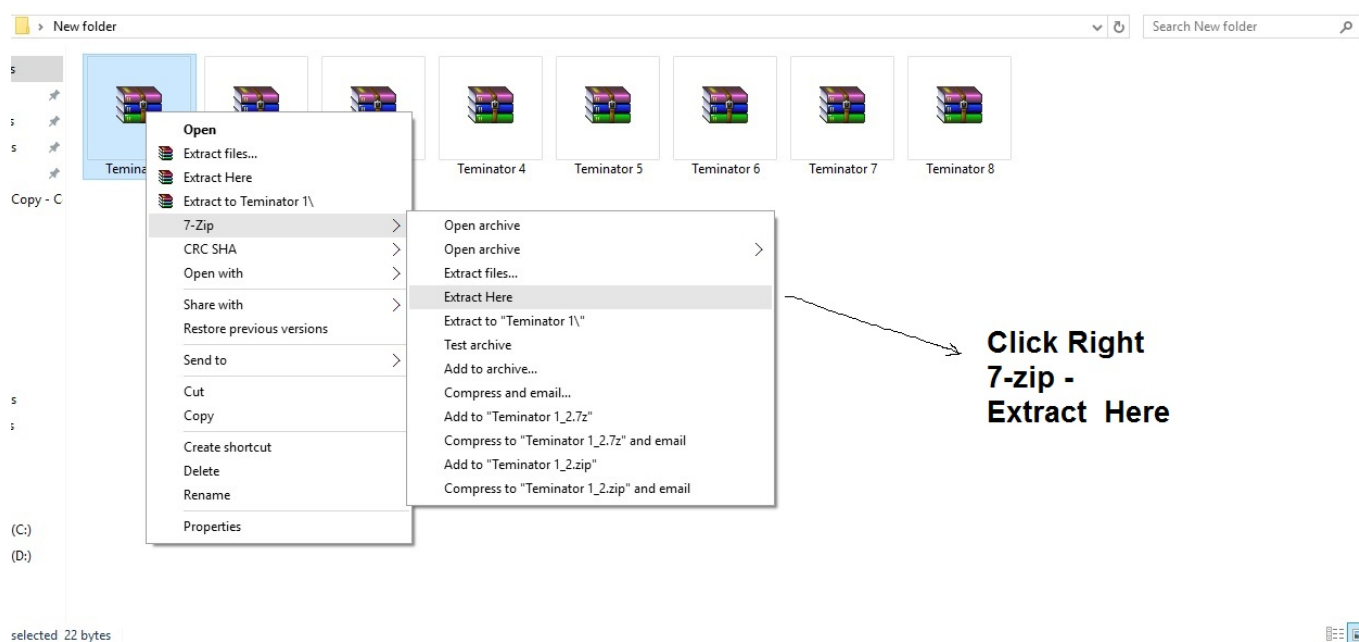 New folder
Search New folder
s
s
s
Copy - C
s
s
(C:)
(D:)
Temina
Teminator 4
Teminator 5
Teminator 6
Teminator 7
Teminator 8
Open
Extract files...
Extract Here
Extract to Teminator 1\
7-Zip
CRC SHA
Open with
Share with
Restore previous versions
Send to
Cut
Copy
Create shortcut
Delete
Rename
Properties
Open archive
Open archive
Extract files...
Extract Here
Extract to "Teminator 1\"
Test archive
Add to archive...
Compress and email...
Add to "Teminator 1_2.7z"
Compress to "Teminator 1_2.7z" and email
Add to "Teminator 1_2.zip"
Compress to "Teminator 1_2.zip" and email
Click Right
7-zip -
Extract Here
selected 22 bytes